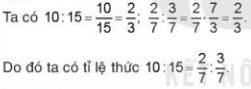 Ta có 10 : 15 = 10/15 = 2/3; 2/7 : 3/7 = 2/7 · 7/3 = 2/3.
Do đó ta có tỉ lệ thức 10 : 15 = 2/7 : 3/7.